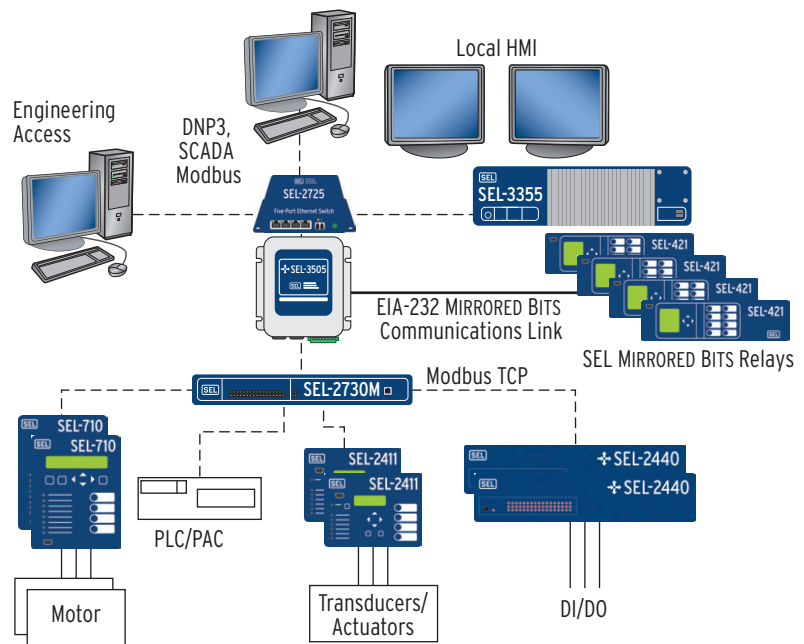 Local HMI
Engineering
Access
DNP3,
SCADA
Modbus
SEL
SEL-2725
Five-Port Ethernet Switch
SEL
SEL-3355
SEL-3505
SEL
SEL-421
SEL-421
SEL-421
SEL-421
SEL
EIA-232 MIRRORED BITS
Communications Link
SEL MIRRORED BITS Relays
SEL
SEL-2730M
Modbus TCP
SEL
SEL-710
SEL
SEL-710
SEL
SEL-2411
SEL
SEL-2411
SEL
SEL-2440
SEL
SEL-2440
PLC/PAC
Motor
Transducers/
Actuators
DI/DO